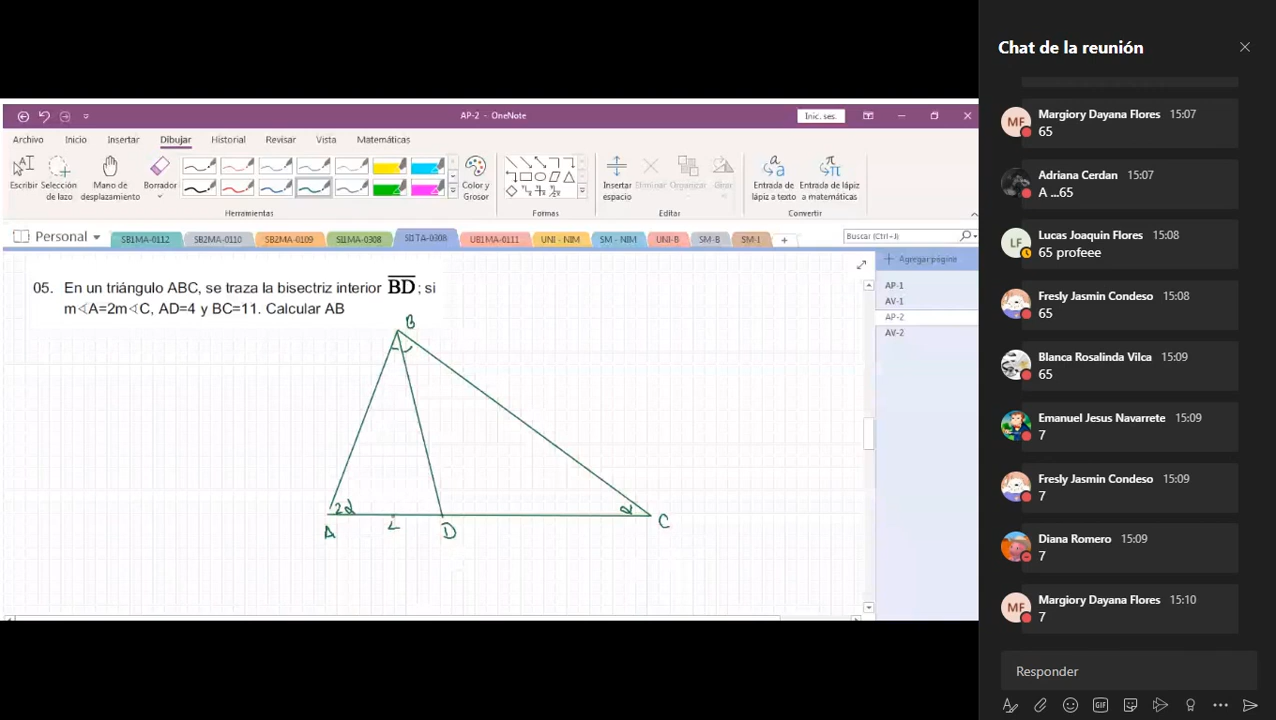 Chat de la reunión
AP-2 - OneNote
Inic. ses.
Archivo Inicio Insertar Dibujar Historial Revisar Vista Matemáticas
Escribir Selección de lazo Mano de desplazamiento Borrador Color y Grosor Insertar espacio Eliminar Organizar Girar Entrada de lápiz a texto Entrada de lápiz a matemáticas
Herramientas Formas Editar Convertir
Personal SB1MA-0112 SB2MA-0110 SB2MA-0109 SI1MA-0308 SI1TA-0308 UB1MA-0111 UNI - NIM SM - NIM UNI-B SM-B SM-1 Buscar (Ctrl+J)
Agregar página
AP-1
AV-1
AP-2
AV-2
05. En un triángulo ABC, se traza la bisectriz interior BD; si
m∢A=2m∢C, AD=4 y BC=11. Calcular AB
B
2α
α
A
D
C
Margiory Dayana Flores 15:07
65
Adriana Cerdan 15:07
A ...65
Lucas Joaquin Flores 15:08
65 profeee
Fresly Jasmin Condeso 15:08
65
Blanca Rosalinda Vilca 15:09
65
Emanuel Jesus Navarrete 15:09
7
Fresly Jasmin Condeso 15:09
7
Diana Romero 15:09
7
Margiory Dayana Flores 15:10
7
Responder